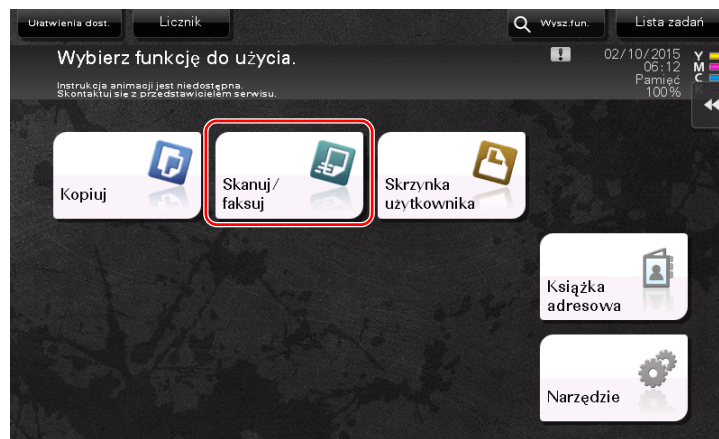 Ułatwienia dost.
Licznik
Wysz.fun.
Lista zadań
Wybierz funkcję do użycia.
Instrukcja animacji jest niedostępna.
Skontaktuj się z przedstawicielem serwisu.
02/10/2015
06:12
Pamięć
100%
Y
M
C
K
Kopiuj
Skanuj/
faksuj
Skrzynka
użytkownika
Książka
adresowa
Narzędzie